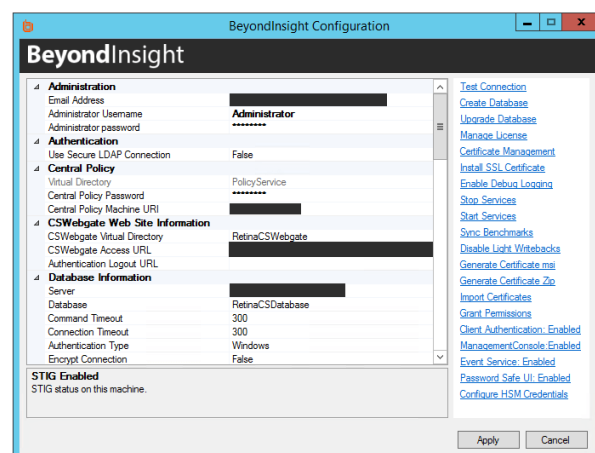 BeyondInsight Configuration
BeyondInsight
Administration
Email Address
Administrator Username Administrator
Administrator password ********
Authentication
Use Secure LDAP Connection False
Central Policy
Virtual Directory PolicyService
Central Policy Password ********
Central Policy Machine URI
CSWebgate Web Site Information
CSWebgate Virtual Directory RetinaCSWebgate
CSWebgate Access URL
Authentication Logout URL
Database Information
Server
Database RetinaCSDatabase
Command Timeout 300
Connection Timeout 300
Authentication Type Windows
Encrypt Connection False
STIG Enabled
STIG status on this machine.
Test Connection
Create Database
Upgrade Database
Manage License
Certificate Management
Install SSL Certificate
Enable Debug Logging
Stop Services
Start Services
Sync Benchmarks
Disable Light Writebacks
Generate Certificate msi
Generate Certificate Zip
Import Certificates
Grant Permissions
Client Authentication: Enabled
ManagementConsole:Enabled
Event Service: Enabled
Password Safe UI: Enabled
Configure HSM Credentials
Apply Cancel